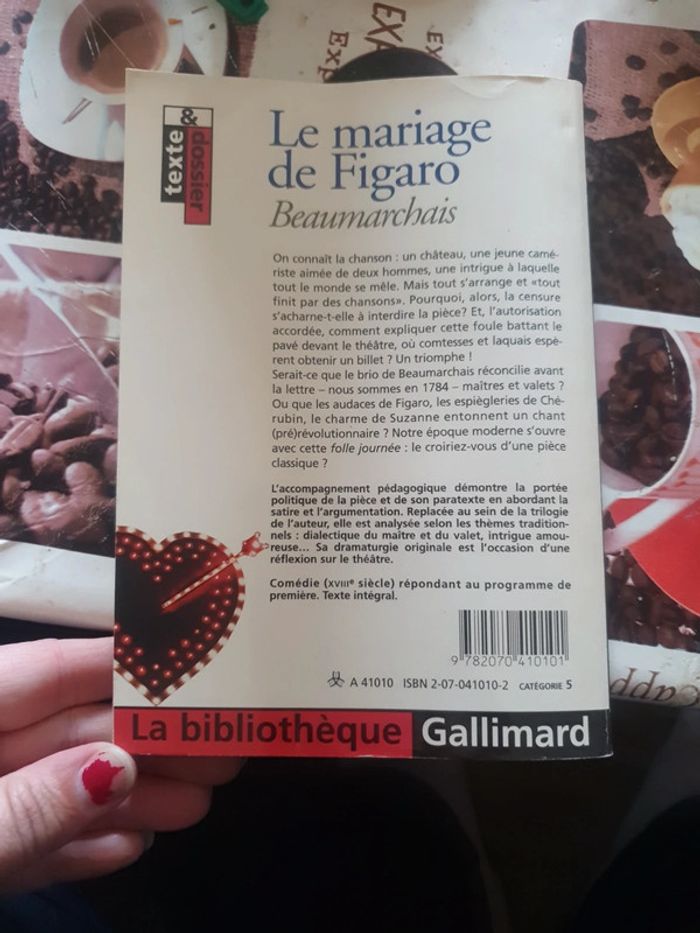 EX
EXP
Exp
texte
&
dossier
Le mariage
de Figaro
Beaumarchais
On connaît la chanson : un château, une jeune camé-
riste aimée de deux hommes, une intrigue à laquelle
tout le monde se mêle. Mais tout s'arrange et «tout
finit par des chansons». Pourquoi, alors, la censure
s'acharne-t-elle à interdire la pièce? Et, l'autorisation
accordée, comment expliquer cette foule battant le
pavé devant le théâtre, où comtesses et laquais espè-
rent obtenir un billet ? Un triomphe !
Serait-ce que le brio de Beaumarchais réconcilie avant
la lettre – nous sommes en 1784 – maîtres et valets ?
Ou que les audaces de Figaro, les espiègleries de Ché-
rubin, le charme de Suzanne entonnent un chant
(pré)révolutionnaire ? Notre époque moderne s'ouvre
avec cette folle journée : le croiriez-vous d'une pièce
classique ?
L'accompagnement pédagogique démontre la portée
politique de la pièce et de son paratexte en abordant la
satire et l'argumentation. Replacée au sein de la trilogie
de l'auteur, elle est analysée selon les thèmes tradition-
nels : dialectique du maître et du valet, intrigue amou-
reuse... Sa dramaturgie originale est l'occasion d'une
réflexion sur le théâtre.
Comédie (XVIIIe siècle) répondant au programme de
première. Texte intégral.
9 782070 410101
A 41010 ISBN 2-07-041010-2 CATÉGORIE 5
La bibliothèque Gallimard